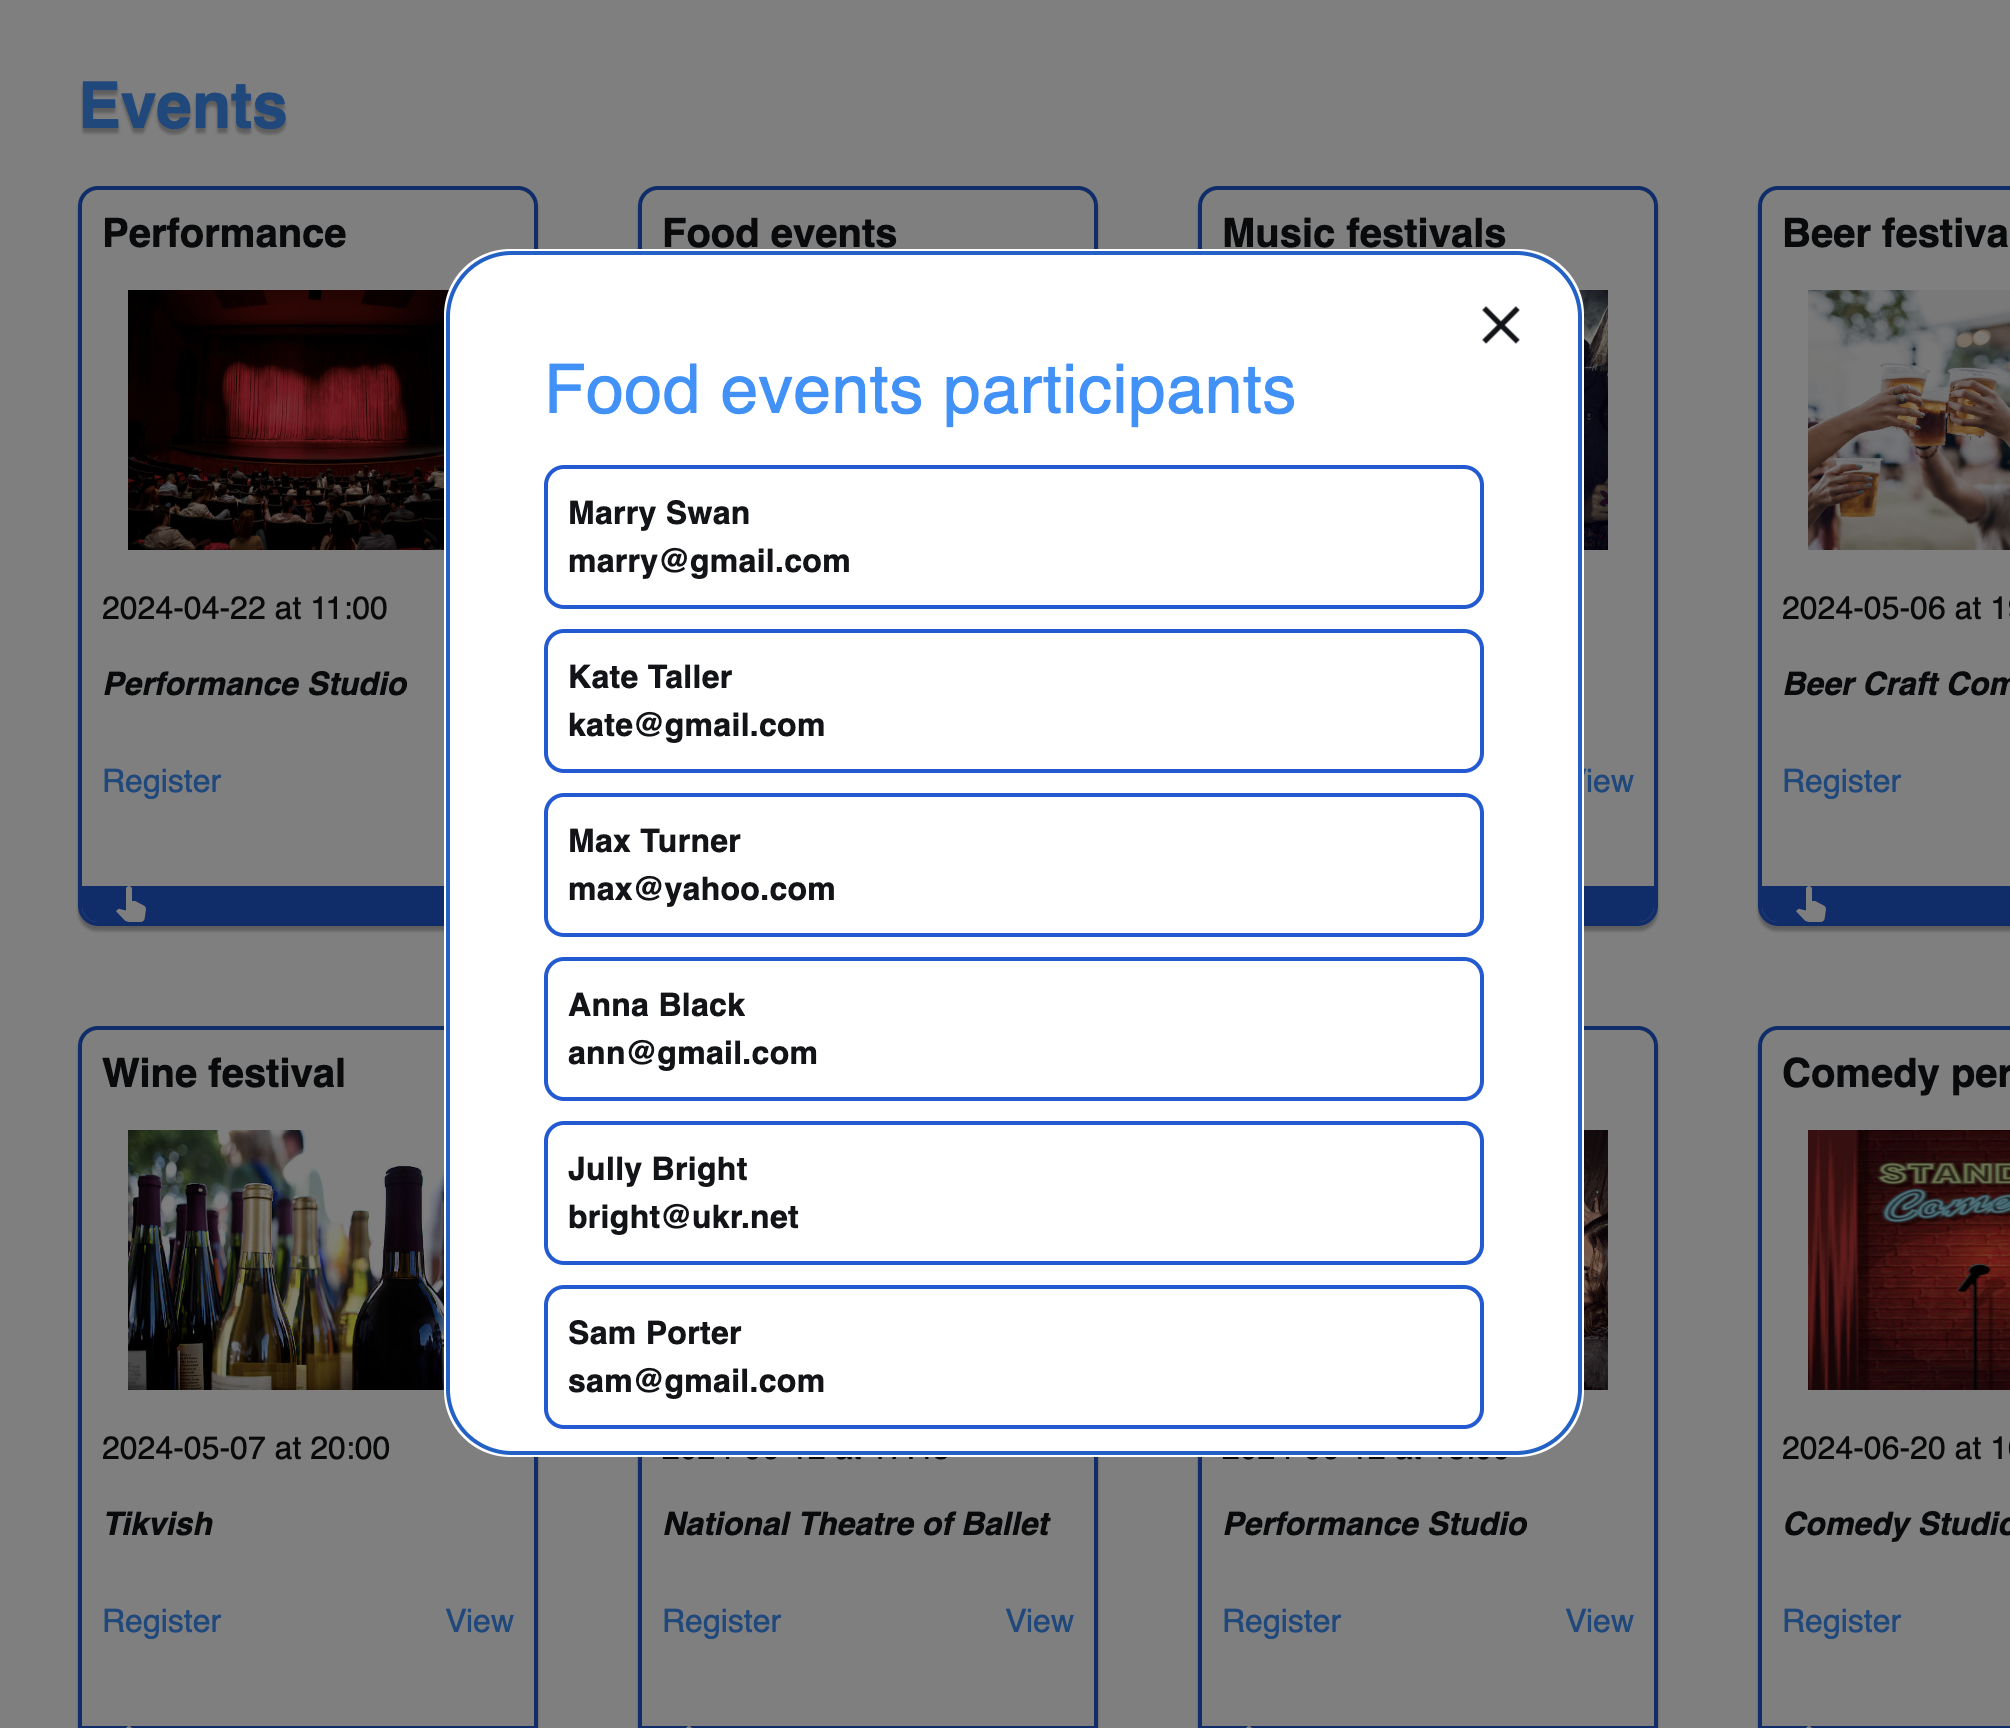 Events
Performance
Food events
Music festivals
Beer festiva
Food events participants
Marry Swan
marry@gmail.com
Kate Taller
kate@gmail.com
Max Turner
max@yahoo.com
Anna Black
ann@gmail.com
Jully Bright
bright@ukr.net
Sam Porter
sam@gmail.com
2024-04-22 at 11:00
Performance Studio
Register
View
2024-05-06 at 1
Beer Craft Com
Register
Wine festival
Comedy per
STAND
Come
2024-05-07 at 20:00
2024-06-20 at 1
Tikvish
National Theatre of Ballet
Performance Studio
Comedy Studio
Register View
Register View
Register View
Register